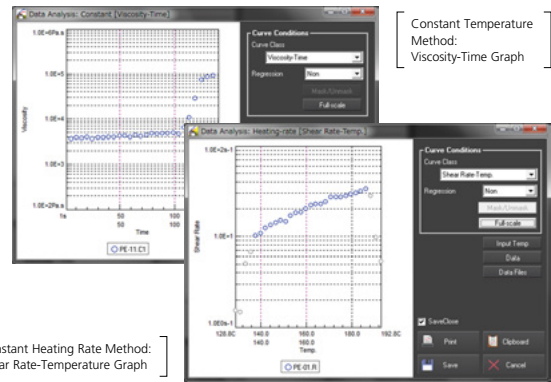 Data Analysis: Constant [Viscosity-Time]
1.0E+6Pa.s
1.0E+5
1.0E+4
1.0E+3
1.0E+2Pa.s
Viscosity
1s
50
50
100
100
Time
PE-11.C1
Curve Conditions
Curve Class
Viscosity-Time
Regression
Non
Mask/Unmask
Full-scale
Constant Temperature
Method:
Viscosity-Time Graph
Data Analysis: Heating-rate [Shear Rate-Temp.]
1.0E+2s-1
1.0E+1
1.0E0s-1
Shear Rate
128.8C
140.0
160.0
180.0
192.8C
140.0
160.0
180.0
Temp.
PE-01.R
Curve Conditions
Curve Class
Shear Rate-Temp.
Regression
Non
Mask/Unmask
Full-scale
Input Temp
Data
Data Files
SaveClose
Print
Clipboard
Save
Cancel
nstant Heating Rate Method:
ar Rate-Temperature Graph